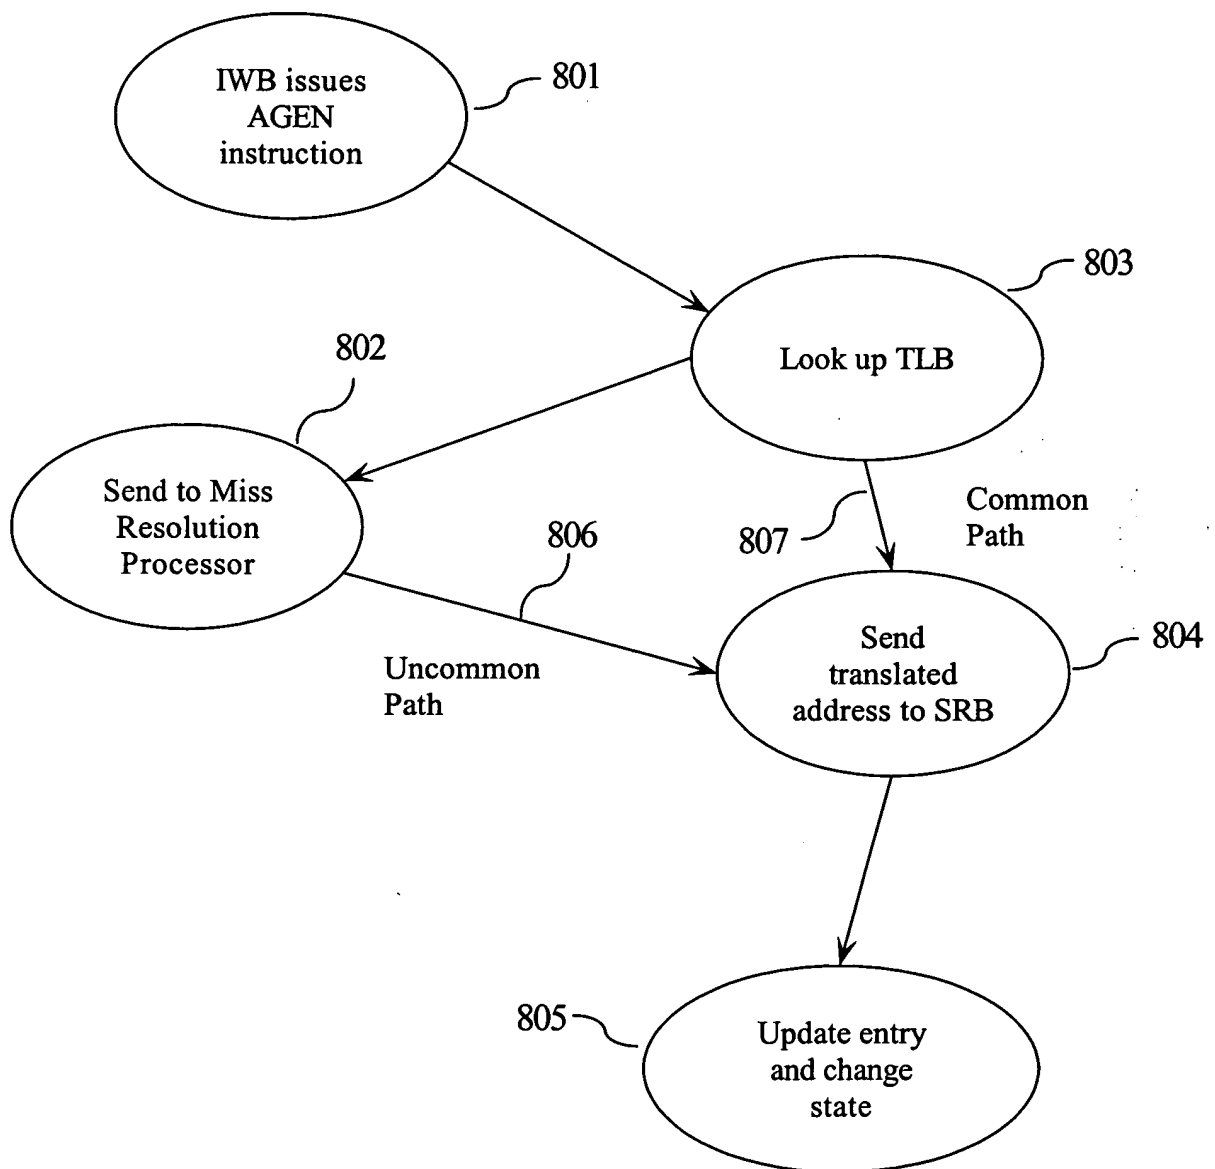 IWB issues
AGEN
instruction
801
803
Look up TLB
802
Send to Miss
Resolution
Processor
806
807
Common
Path
Uncommon
Path
Send
translated
address to SRB
804
805
Update entry
and change
state